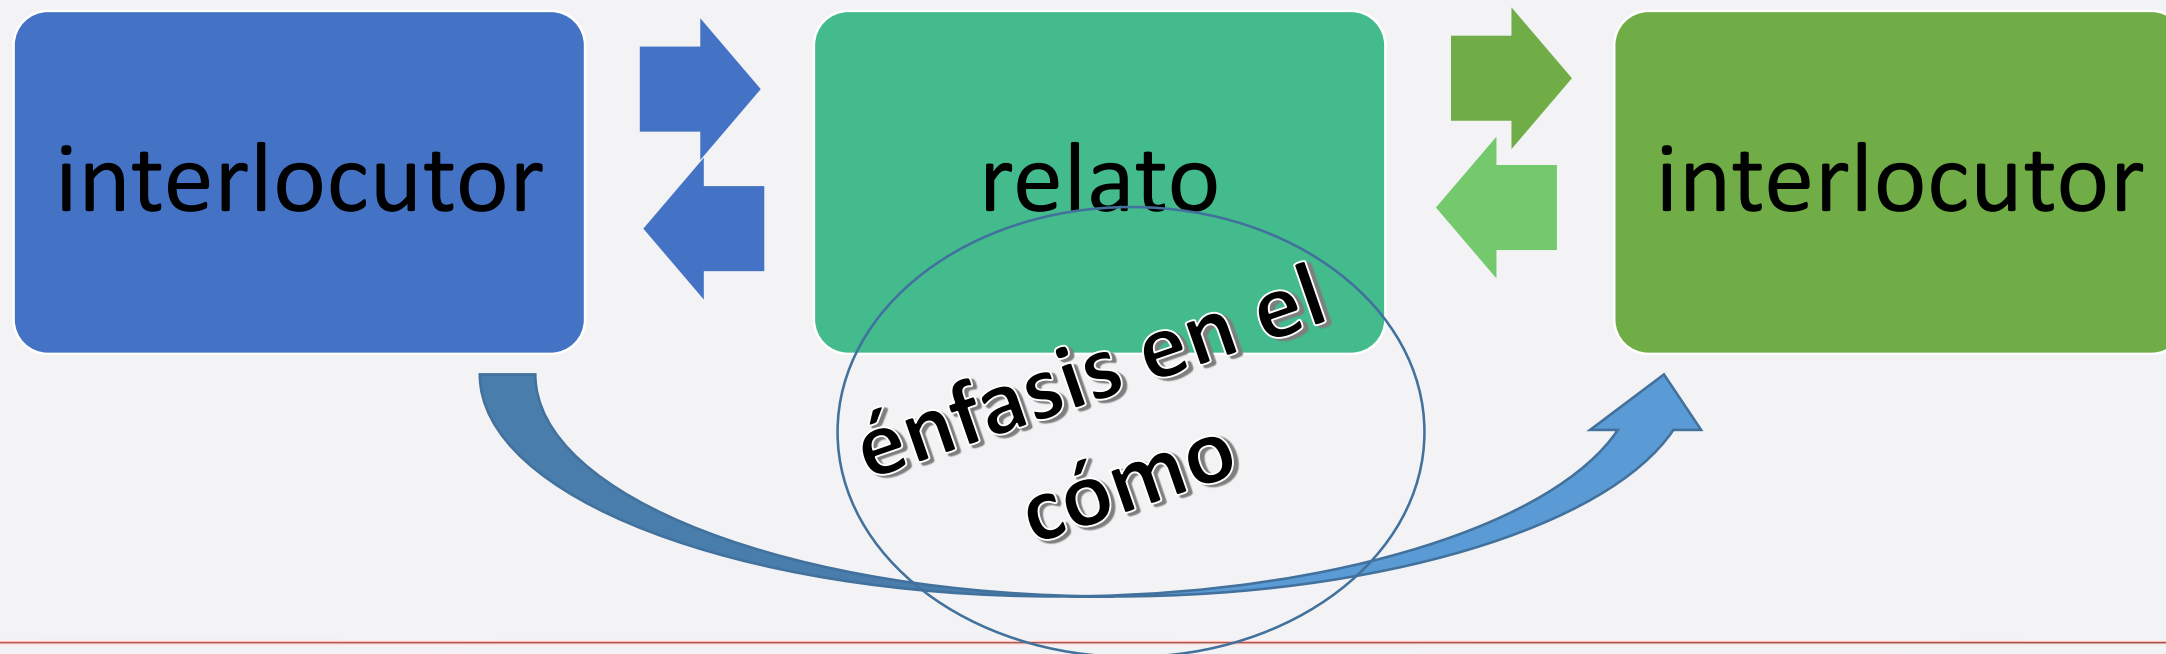 interlocutor
relato
interlocutor
énfasis en el
cómo